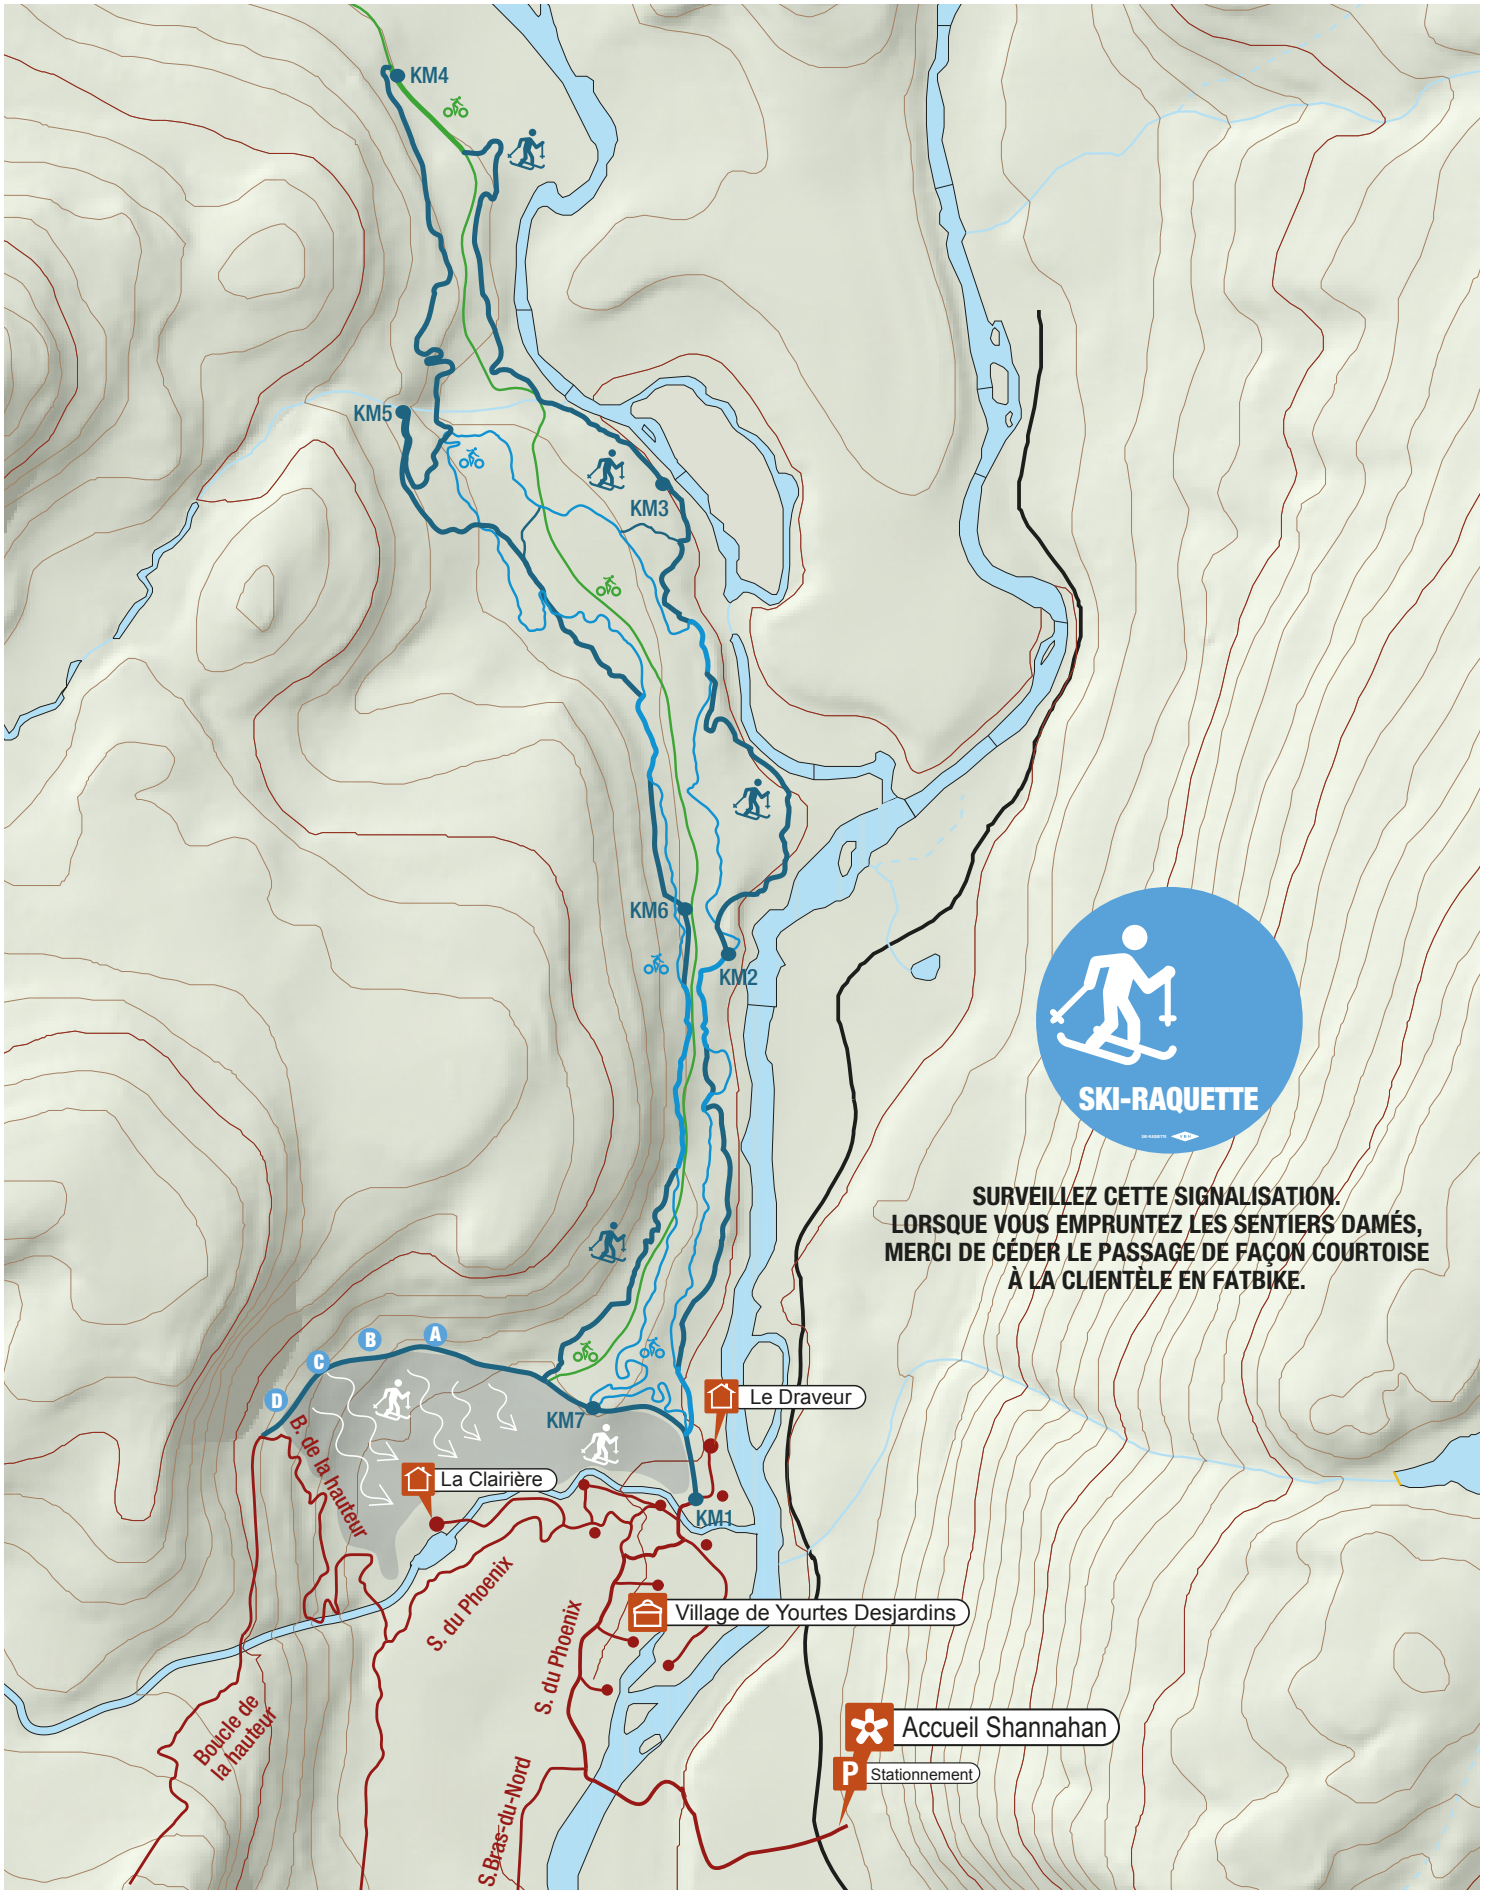 KM4
KM5
KM3
KM6
KM2
SKI-RAQUETTE
SURVEILLEZ CETTE SIGNALISATION.
LORSQUE VOUS EMPRUNTEZ LES SENTIERS DAMÉS,
MERCI DE CÉDER LE PASSAGE DE FAÇON COURTOISE
À LA CLIENTÈLE EN FATBIKE.
A
B
C
D
KM7
Le Draveur
B. de la hauteur
La Clairière
KM1
S. du Phoenix
S. du Phoenix
Village de Yourtes Desjardins
Boucle de
la hauteur
Accueil Shannahan
P Stationnement
S. Bras-du-Nord